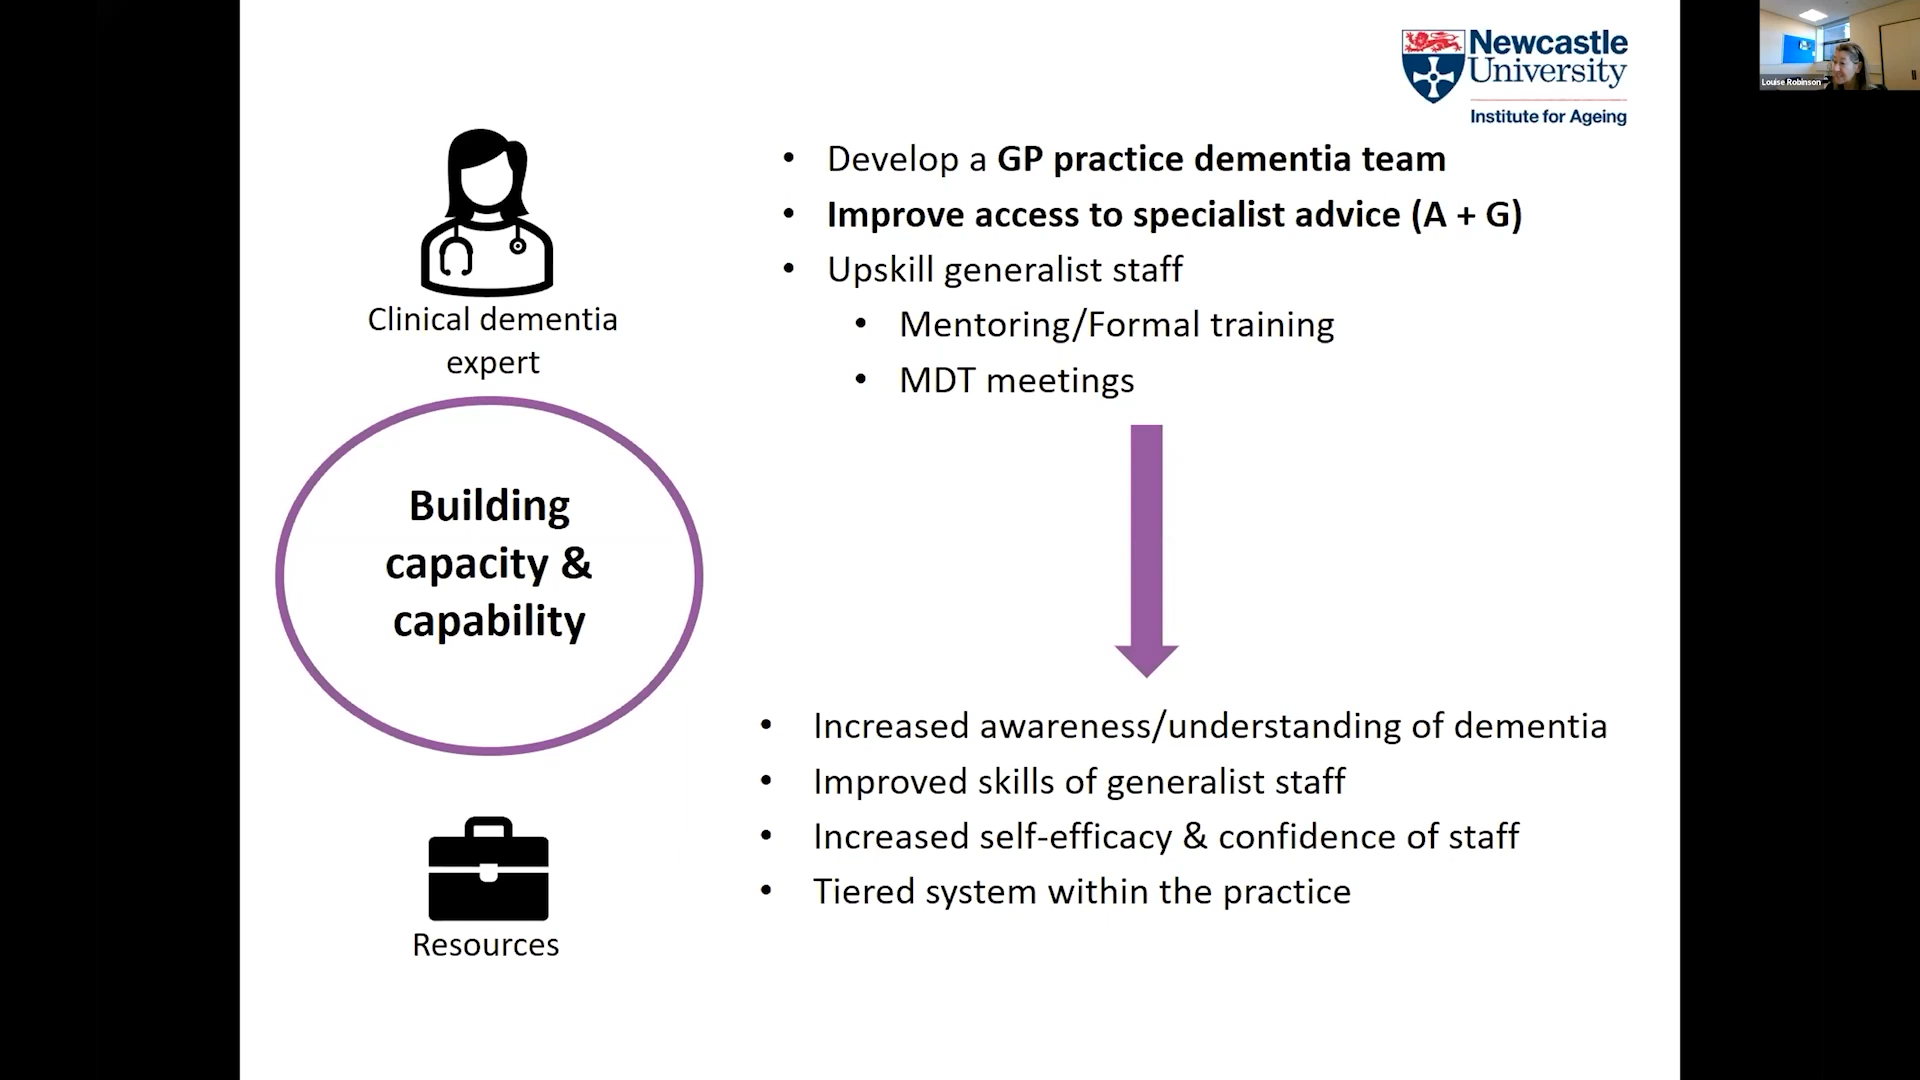 Newcastle
University
Institute for Ageing
Louise Robinson
• Develop a GP practice dementia team
• Improve access to specialist advice (A + G)
• Upskill generalist staff
• Mentoring/Formal training
• MDT meetings
Clinical dementia
expert
Building
capacity &
capability
• Increased awareness/understanding of dementia
• Improved skills of generalist staff
• Increased self-efficacy & confidence of staff
• Tiered system within the practice
Resources